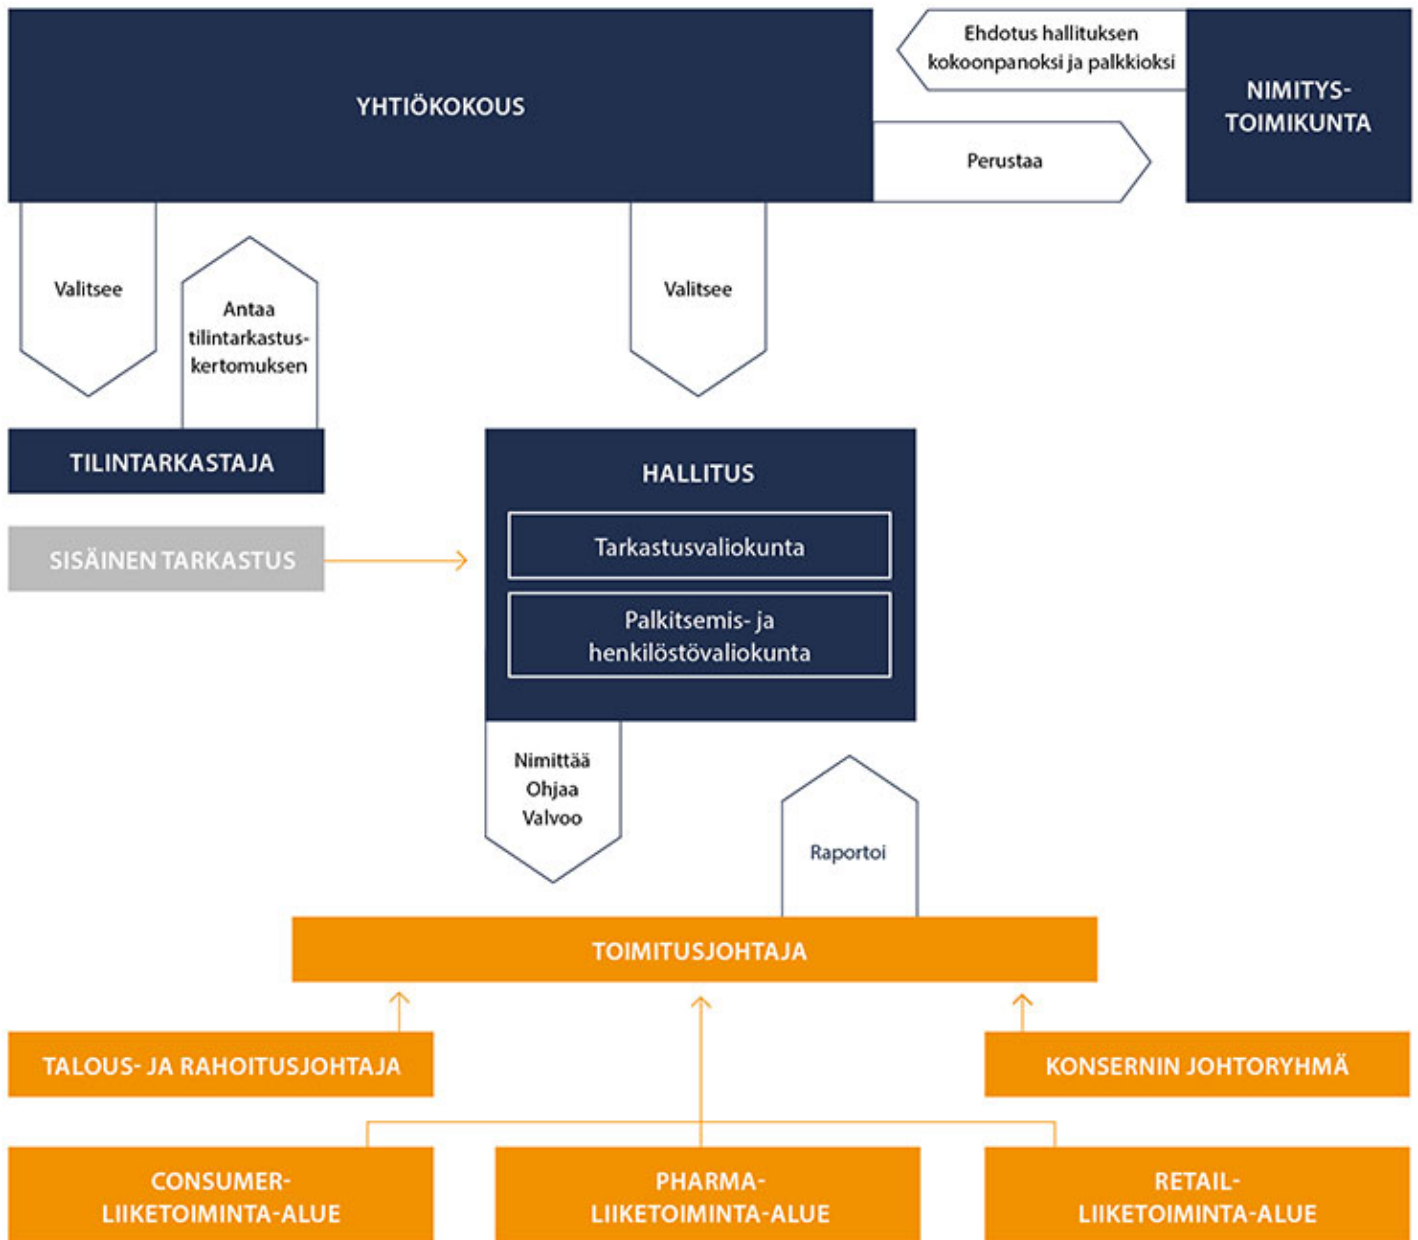 Ehdotus hallituksen
kokoonpanoksi ja palkkioksi
YHTIÖKOKOUS
NIMITYS-
TOIMIKUNTA
Perustaa
Valitsee
Antaa
tilintarkastus-
kertomuksen
Valitsee
TILINTARKASTAJA
HALLITUS
Tarkastusvaliokunta
SISÄINEN TARKASTUS
Palkitsemis- ja
henkilöstövaliokunta
Nimittää
Ohjaa
Valvoo
Raportoi
TOIMITUSJOHTAJA
TALOUS- JA RAHOITUSJOHTAJA
KONSERNIN JOHTORYHMÄ
CONSUMER-
LIIKETOIMINTA-ALUE
PHARMA-
LIIKETOIMINTA-ALUE
RETAIL-
LIIKETOIMINTA-ALUE